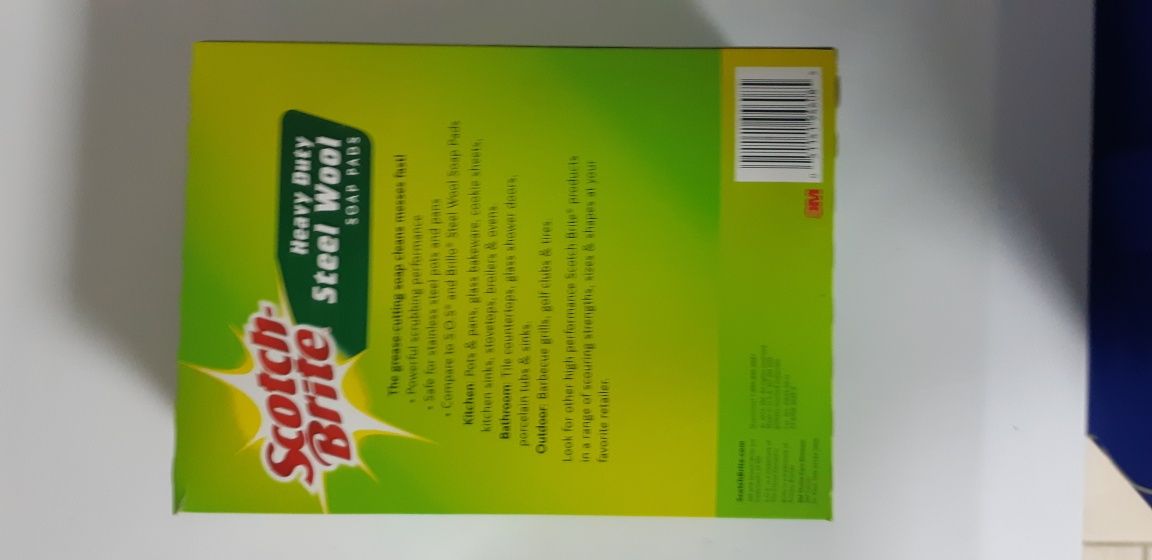 Scotch-
Brite
Heavy Duty
Steel Wool
SOAP PADS
The grease-cutting soap cleans messes fast!
• Powerful scrubbing performance
• Safe for stainless steel pots and pans
• Compare to S.O.S® and Brillo® Steel Wool Soap Pads
Kitchen: Pots & pans, glass bakeware, cookie sheets,
kitchen sinks, stovetops, broilers & ovens.
Bathroom: Tile countertops, glass shower doors,
porcelain tubs & sinks.
Outdoor: Barbecue grills, golf clubs & tires.
Look for other high performance Scotch Brite® products
in a range of scouring strengths, sizes & shapes at your
favorite retailer.
ScotchBrite.com
3M